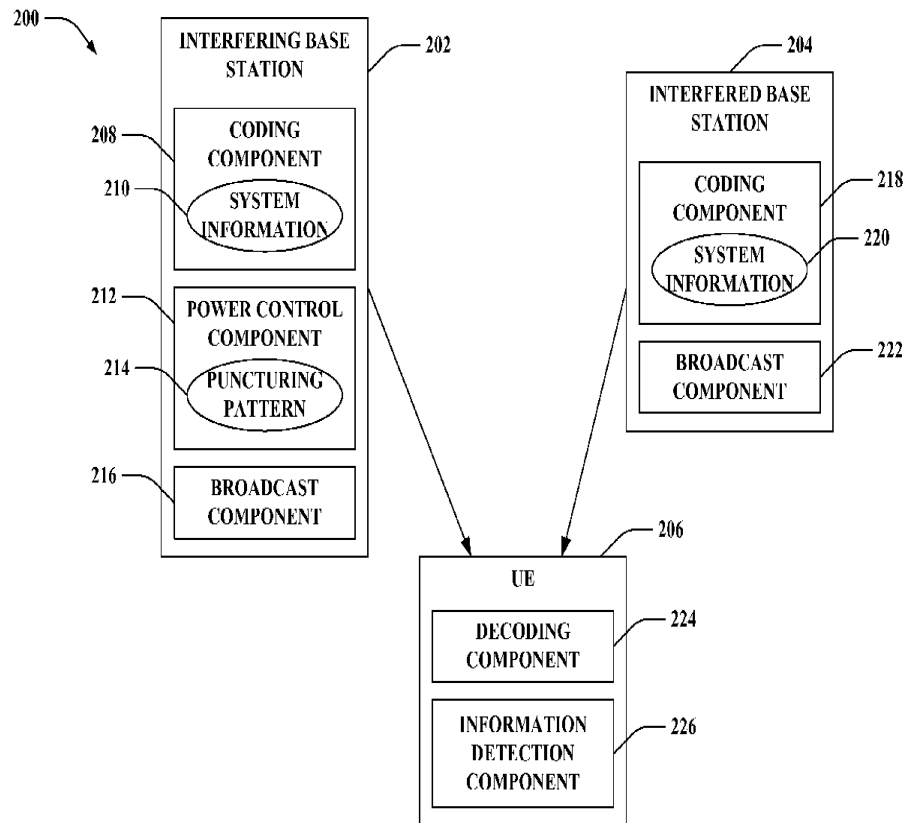 200
INTERFERING BASE
STATION
202
208
CODING
COMPONENT
210
SYSTEM
INFORMATION
212
POWER CONTROL
COMPONENT
214
PUNCTURING
PATTERN
216
BROADCAST
COMPONENT
204
INTERFERED BASE
STATION
CODING
COMPONENT
218
SYSTEM
INFORMATION
220
BROADCAST
COMPONENT
222
206
UE
DECODING
COMPONENT
224
INFORMATION
DETECTION
COMPONENT
226